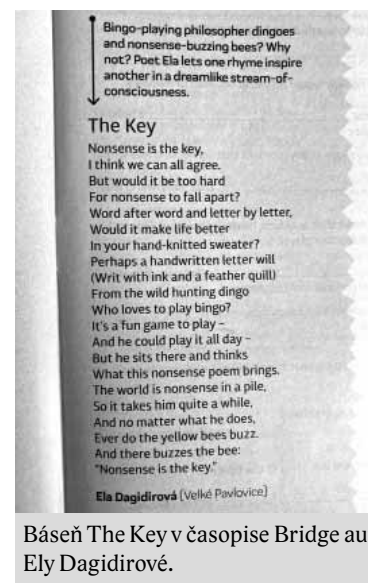 Bingo-playing philosopher dingoes
and nonsense-buzzing bees? Why
not? Poet Ela lets one rhyme inspire
another in a dreamlike stream-of-
consciousness.
The Key
Nonsense is the key,
I think we can all agree.
But would it be too hard
For nonsense to fall apart?
Word after word and letter by letter,
Would it make life better
In your hand-knitted sweater?
Perhaps a handwritten letter will
(Writ with ink and a feather quill)
From the wild hunting dingo
Who loves to play bingo?
It's a fun game to play –
And he could play it all day –
But he sits there and thinks
What this nonsense poem brings.
The world is nonsense in a pile,
So it takes him quite a while,
And no matter what he does,
Ever do the yellow bees buzz.
And there buzzes the bee:
"Nonsense is the key."
Ela Dagidirová (Velké Pavlovice)
Báseň The Key v časopise Bridge au
Ely Dagidirové.